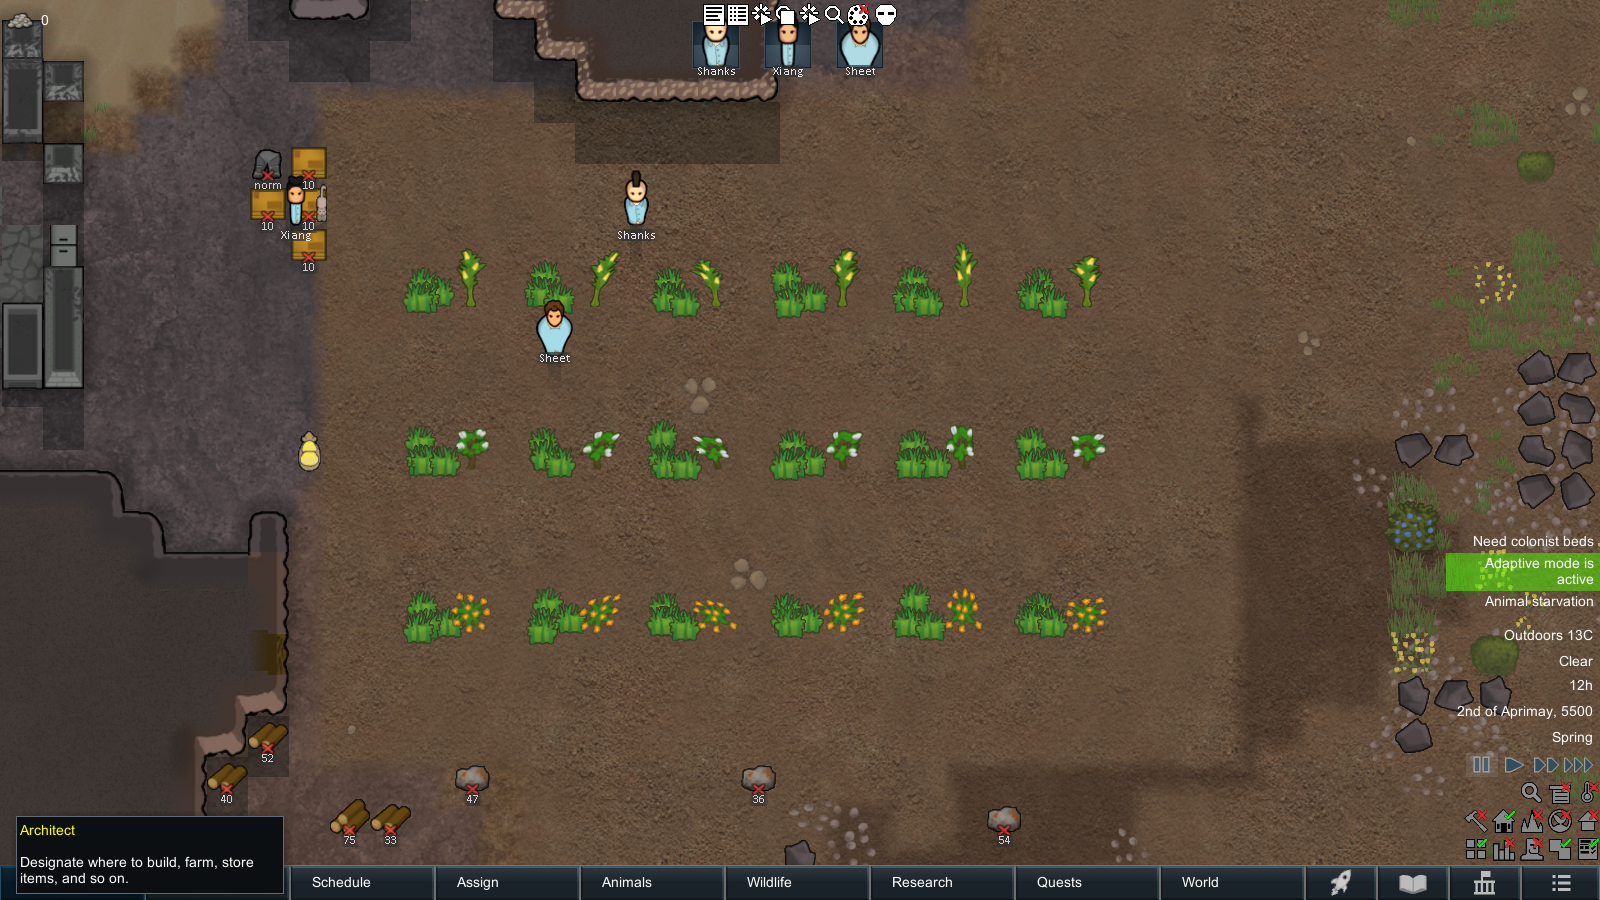 0
Shanks
Xiang
Sheet
norm
10
10
10
Xiang
10
Shanks
Sheet
Need colonist beds
Adaptive mode is
active
Animal starvation
Outdoors 13C
Clear
12h
2nd of Aprimay, 5500
Spring
52
40
75
33
47
36
54
Architect
Designate where to build, farm, store
items, and so on.
Schedule
Assign
Animals
Wildlife
Research
Quests
World